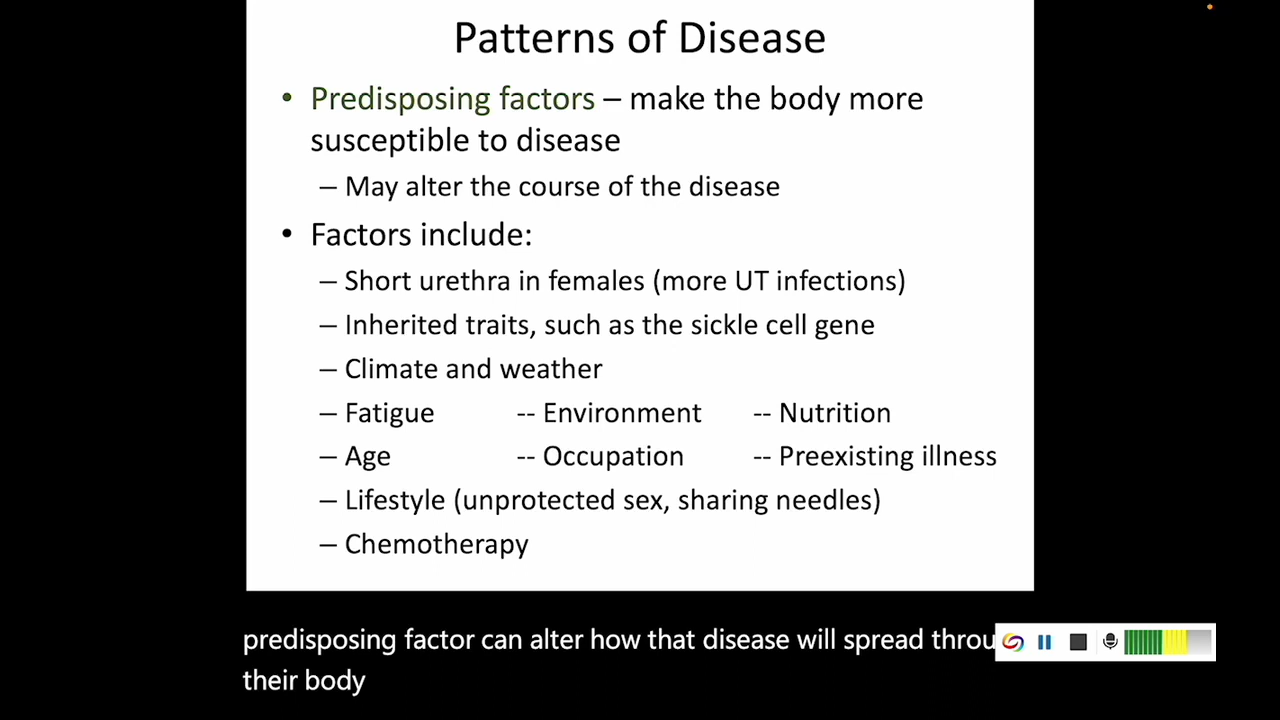 Patterns of Disease
• Predisposing factors – make the body more
susceptible to disease
– May alter the course of the disease
• Factors include:
– Short urethra in females (more UT infections)
– Inherited traits, such as the sickle cell gene
– Climate and weather
– Fatigue -- Environment -- Nutrition
– Age -- Occupation -- Preexisting illness
– Lifestyle (unprotected sex, sharing needles)
– Chemotherapy
predisposing factor can alter how that disease will spread throu
their body